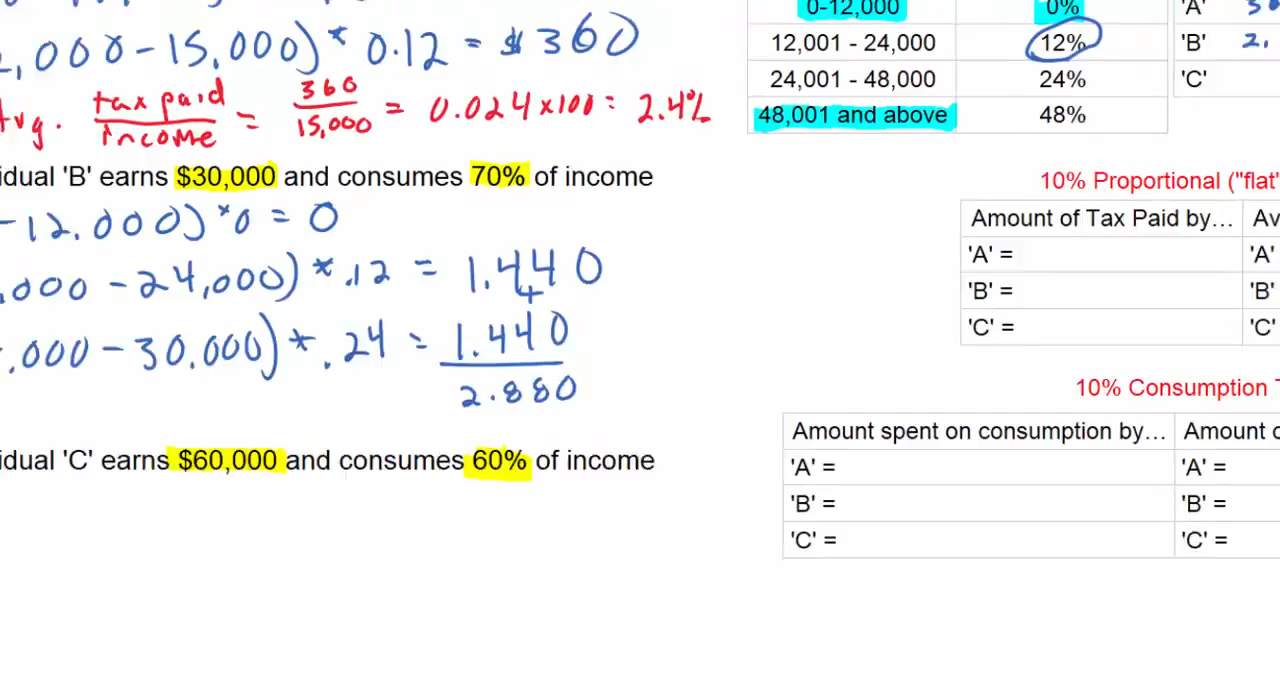 ,000-15,000) * 0.12 = $360
Avg. tax paid / income = 360 / 15,000 = 0.024 x 100 = 2.4%
idual 'B' earns $30,000 and consumes 70% of income
-12,000) * 0 = 0
,000 - 24,000) * .12 = 1.440
+
.000 - 30.000) * .24 = 1.440
2.880
idual 'C' earns $60,000 and consumes 60% of income
0-12,000 0% 'A'
12,001 - 24,000 12% 'B' 2.
24,001 - 48,000 24% 'C'
48,001 and above 48%
10% Proportional ("flat"
Amount of Tax Paid by… Av
'A' = 'A'
'B' = 'B'
'C' = 'C'
10% Consumption T
Amount spent on consumption by… Amount o
'A' = 'A' =
'B' = 'B' =
'C' = 'C' =